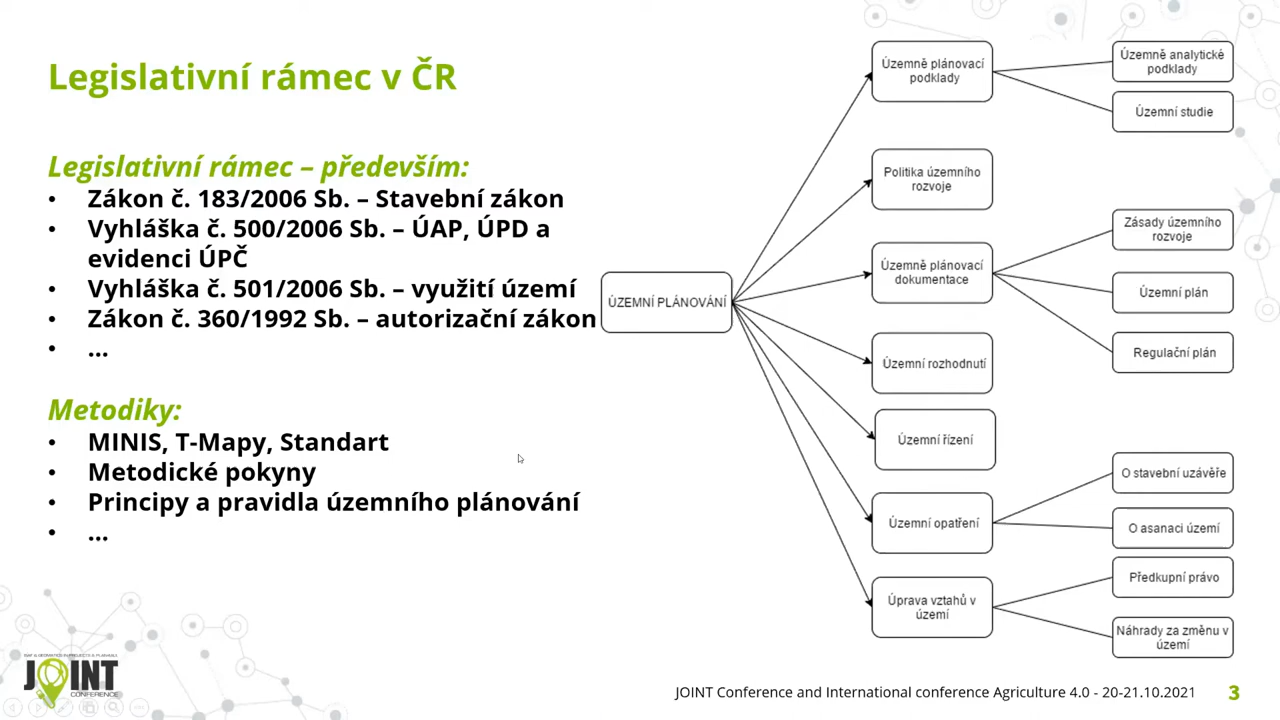 Legislativní rámec v ČR
Legislativní rámec – především:
• Zákon č. 183/2006 Sb. – Stavební zákon
• Vyhláška č. 500/2006 Sb. – ÚAP, ÚPD a
evidenci ÚPČ
• Vyhláška č. 501/2006 Sb. – využití území
• Zákon č. 360/1992 Sb. – autorizační zákon
• ...
Metodiky:
• MINIS, T-Mapy, Standart
• Metodické pokyny
• Principy a pravidla územního plánování
• ...
ÚZEMNÍ PLÁNOVÁNÍ
Územně plánovací
podklady
Územně analytické
podklady
Územní studie
Politika územního
rozvoje
Územně plánovací
dokumentace
Zásady územního
rozvoje
Územní plán
Regulační plán
Územní rozhodnutí
Územní řízení
Územní opatření
O stavební uzávěře
O asanaci území
Úprava vztahů v
území
Předkupní právo
Náhrady za změnu v
území
JOINT
CONFERENCE
JOINT Conference and International conference Agriculture 4.0 - 20-21.10.2021
3